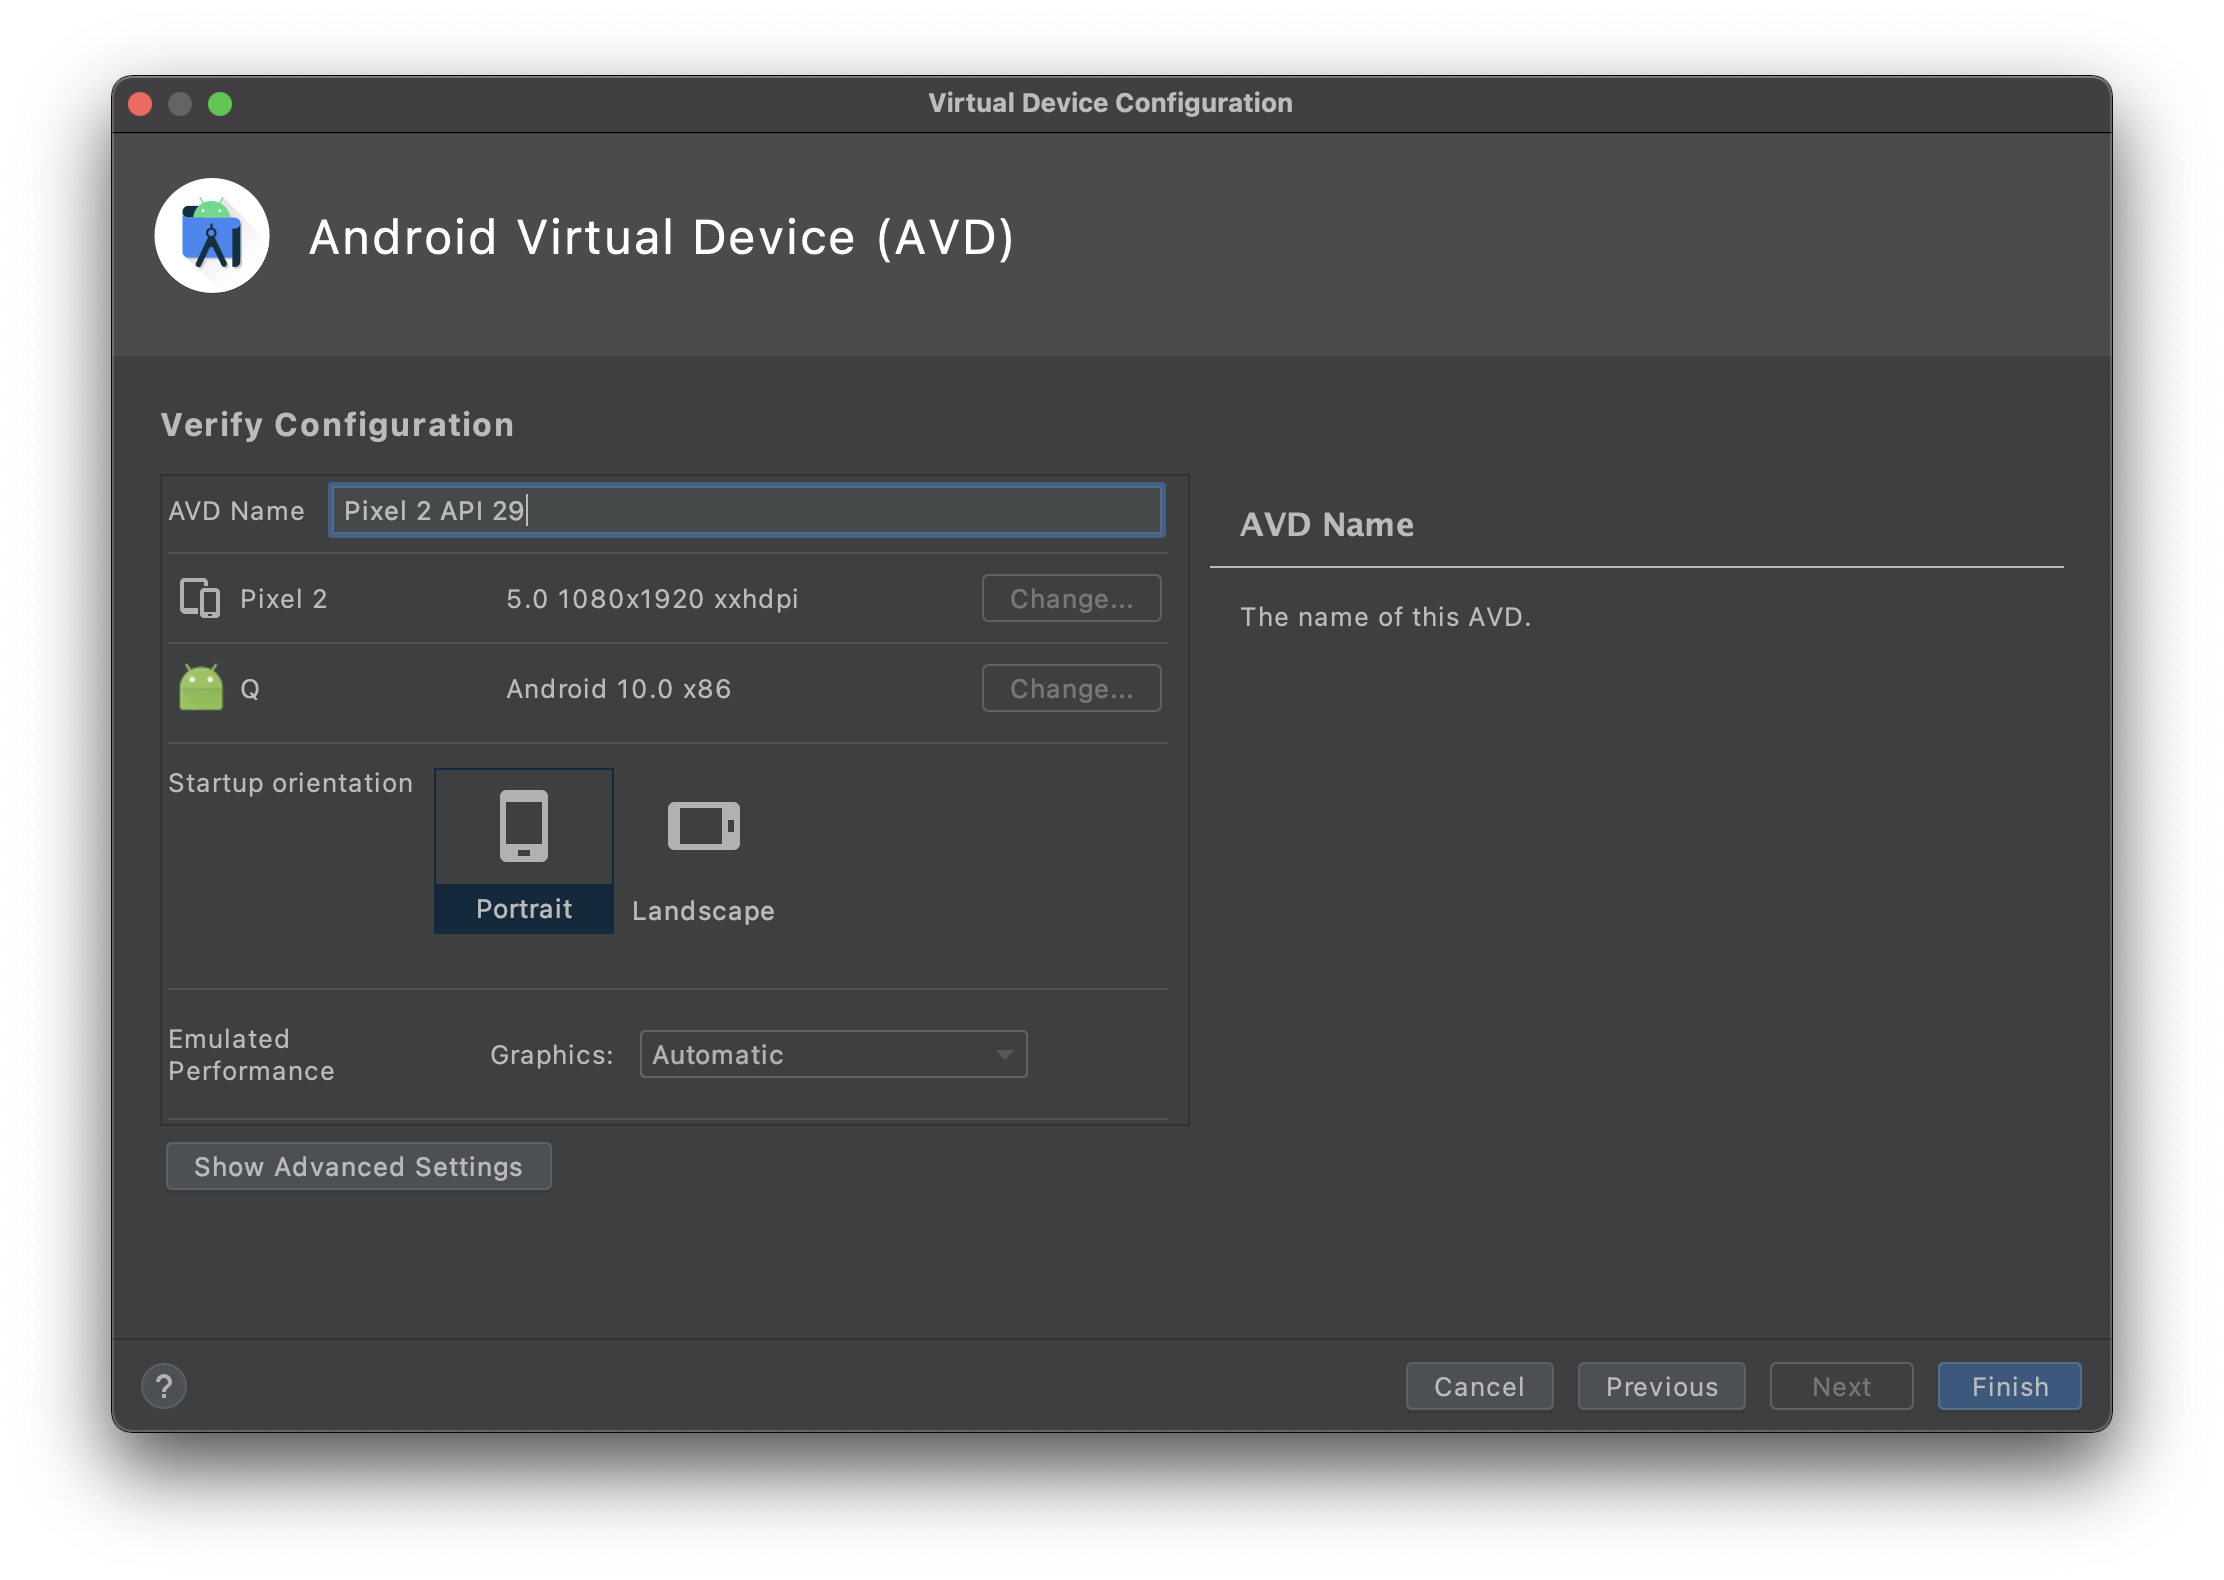 Virtual Device Configuration
Android Virtual Device (AVD)
Verify Configuration
AVD Name Pixel 2 API 29
Pixel 2 5.0 1080x1920 xxhdpi Change...
Q Android 10.0 x86 Change...
Startup orientation
Portrait Landscape
Emulated
Performance
Graphics: Automatic
Show Advanced Settings
AVD Name
The name of this AVD.
? Cancel Previous Next Finish